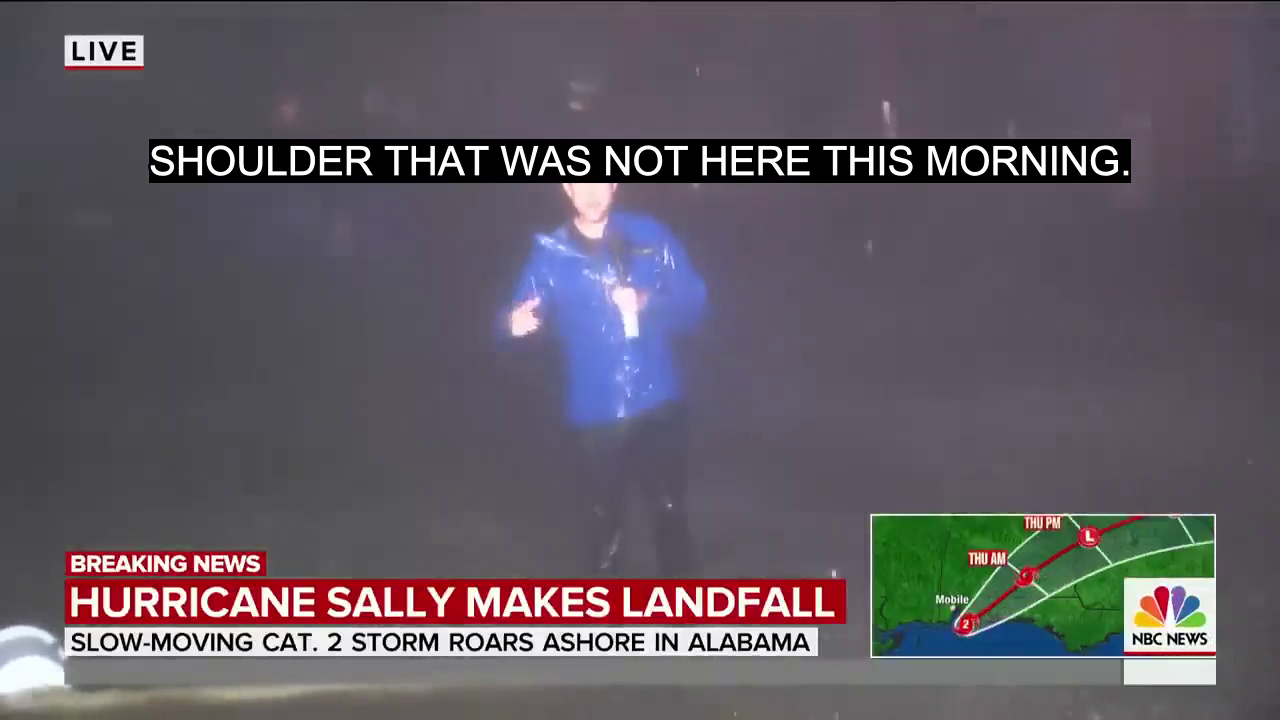 LIVE
SHOULDER THAT WAS NOT HERE THIS MORNING.
BREAKING NEWS
HURRICANE SALLY MAKES LANDFALL
SLOW-MOVING CAT. 2 STORM ROARS ASHORE IN ALABAMA
THU PM
L
THU AM
Mobile
2
NBC NEWS